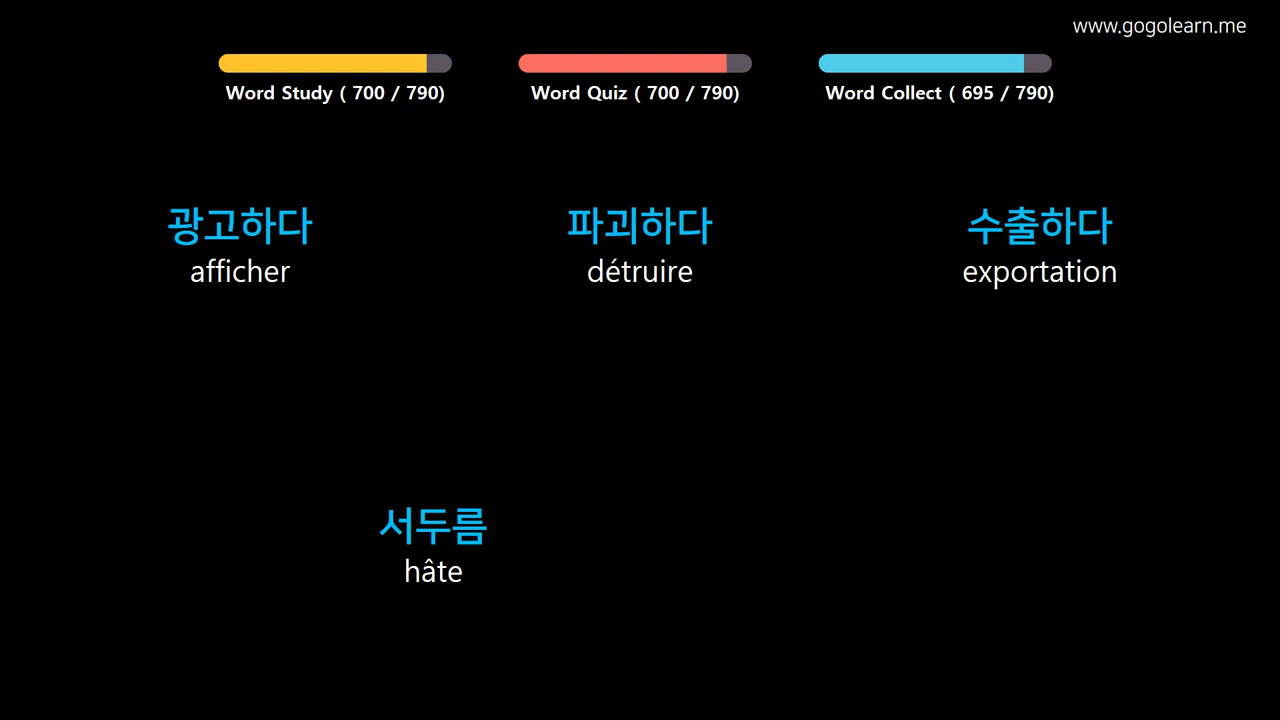 www.gogolearn.me
Word Study ( 700 / 790)
Word Quiz ( 700 / 790)
Word Collect ( 695 / 790)
광고하다
afficher
파괴하다
détruire
수출하다
exportation
서두름
hâte